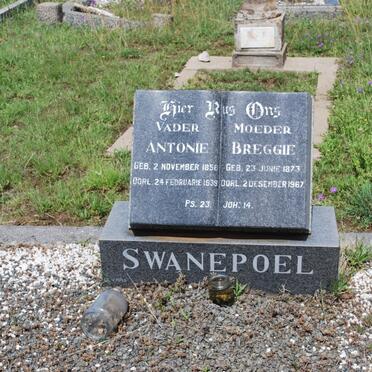 Hier Rus Ons
VADER MOEDER
ANTONIE BREGGIE
GEB. 2 NOVEMBER 1856 GEB. 23 JUNIE 1873
OORL. 24 FEBRUARIE 1939 OORL. 2 DESEMBER 1967
PS. 23. JOH. 14.
SWANEPOEL